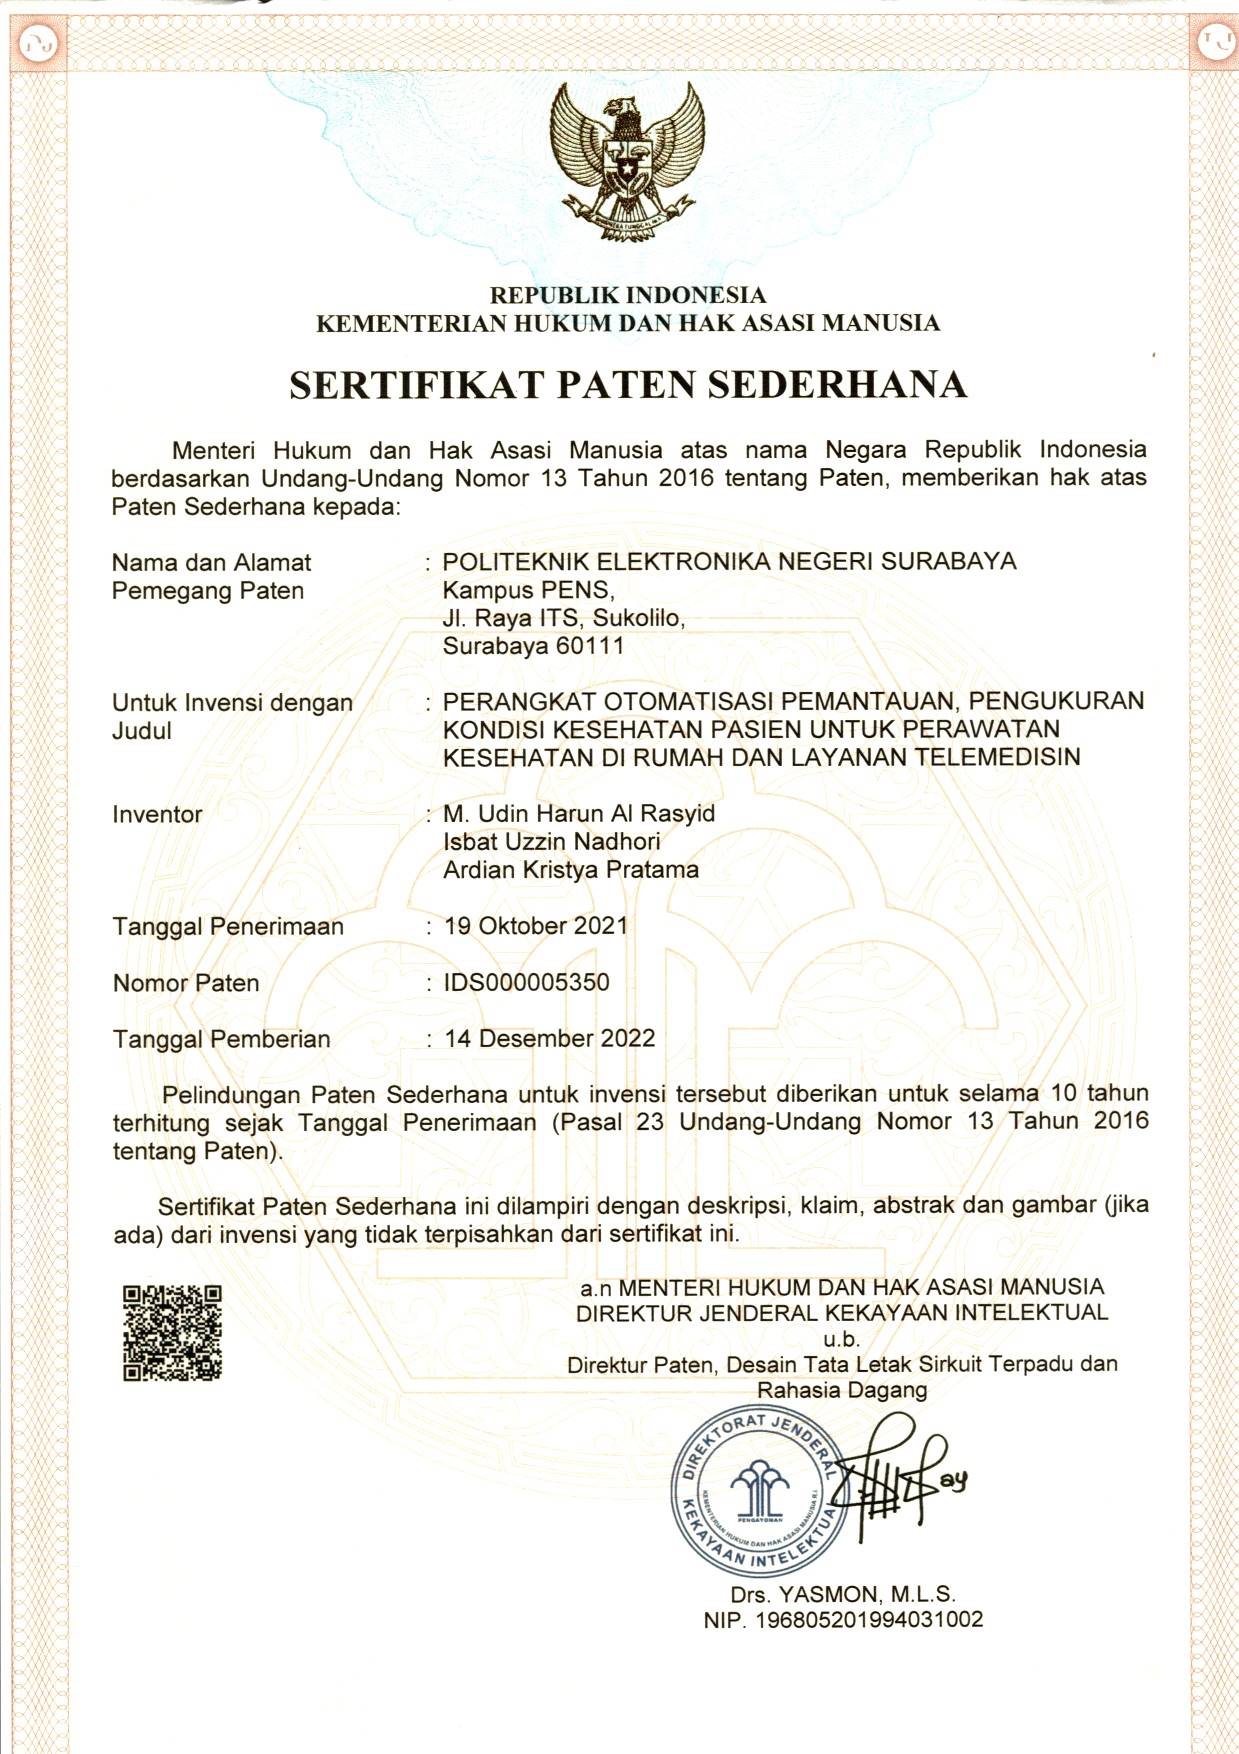 REPUBLIK INDONESIA
KEMENTERIAN HUKUM DAN HAK ASASI MANUSIA
SERTIFIKAT PATEN SEDERHANA
Menteri Hukum dan Hak Asasi Manusia atas nama Negara Republik Indonesia
berdasarkan Undang-Undang Nomor 13 Tahun 2016 tentang Paten, memberikan hak atas
Paten Sederhana kepada:
Nama dan Alamat : POLITEKNIK ELEKTRONIKA NEGERI SURABAYA
Pemegang Paten Kampus PENS,
Jl. Raya ITS, Sukolilo,
Surabaya 60111
Untuk Invensi dengan : PERANGKAT OTOMATISASI PEMANTAUAN, PENGUKURAN
Judul KONDISI KESEHATAN PASIEN UNTUK PERAWATAN
KESEHATAN DI RUMAH DAN LAYANAN TELEMEDISIN
Inventor : M. Udin Harun Al Rasyid
Isbat Uzzin Nadhori
Ardian Kristya Pratama
Tanggal Penerimaan : 19 Oktober 2021
Nomor Paten : IDS000005350
Tanggal Pemberian : 14 Desember 2022
Pelindungan Paten Sederhana untuk invensi tersebut diberikan untuk selama 10 tahun
terhitung sejak Tanggal Penerimaan (Pasal 23 Undang-Undang Nomor 13 Tahun 2016
tentang Paten).
Sertifikat Paten Sederhana ini dilampiri dengan deskripsi, klaim, abstrak dan gambar (jika
ada) dari invensi yang tidak terpisahkan dari sertifikat ini.
a.n MENTERI HUKUM DAN HAK ASASI MANUSIA
DIREKTUR JENDERAL KEKAYAAN INTELEKTUAL
u.b.
Direktur Paten, Desain Tata Letak Sirkuit Terpadu dan
Rahasia Dagang
DIREKTORAT JENDERAL
KEKAYAAN INTELEKTUAL
KEMENTERIAN HUKUM DAN HAK ASASI MANUSIA R.I.
PENGAYOMAN
Drs. YASMON, M.L.S.
NIP. 196805201994031002